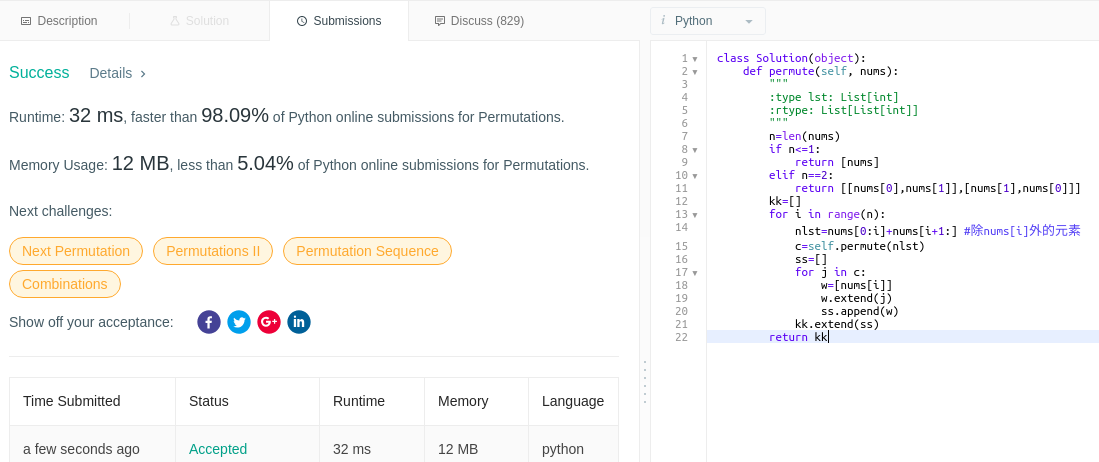 Description
Solution
Submissions
Discuss (829)
i Python
Success Details
Runtime: 32 ms, faster than 98.09% of Python online submissions for Permutations.
Memory Usage: 12 MB, less than 5.04% of Python online submissions for Permutations.
Next challenges:
Next Permutation Permutations II Permutation Sequence
Combinations
Show off your acceptance:
Time Submitted Status Runtime Memory Language
a few seconds ago Accepted 32 ms 12 MB python
1 class Solution(object):
2     def permute(self, nums):
3         """
4         :type lst: List[int]
5         :rtype: List[List[int]]
6         """
7         n=len(nums)
8         if n<=1:
9             return [nums]
10         elif n==2:
11             return [[nums[0],nums[1]],[nums[1],nums[0]]]
12         kk=[]
13         for i in range(n):
14             nlst=nums[0:i]+nums[i+1:] #除nums[i]外的元素
15             c=self.permute(nlst)
16             ss=[]
17             for j in c:
18                 w=[nums[i]]
19                 w.extend(j)
20                 ss.append(w)
21             kk.extend(ss)
22         return kk